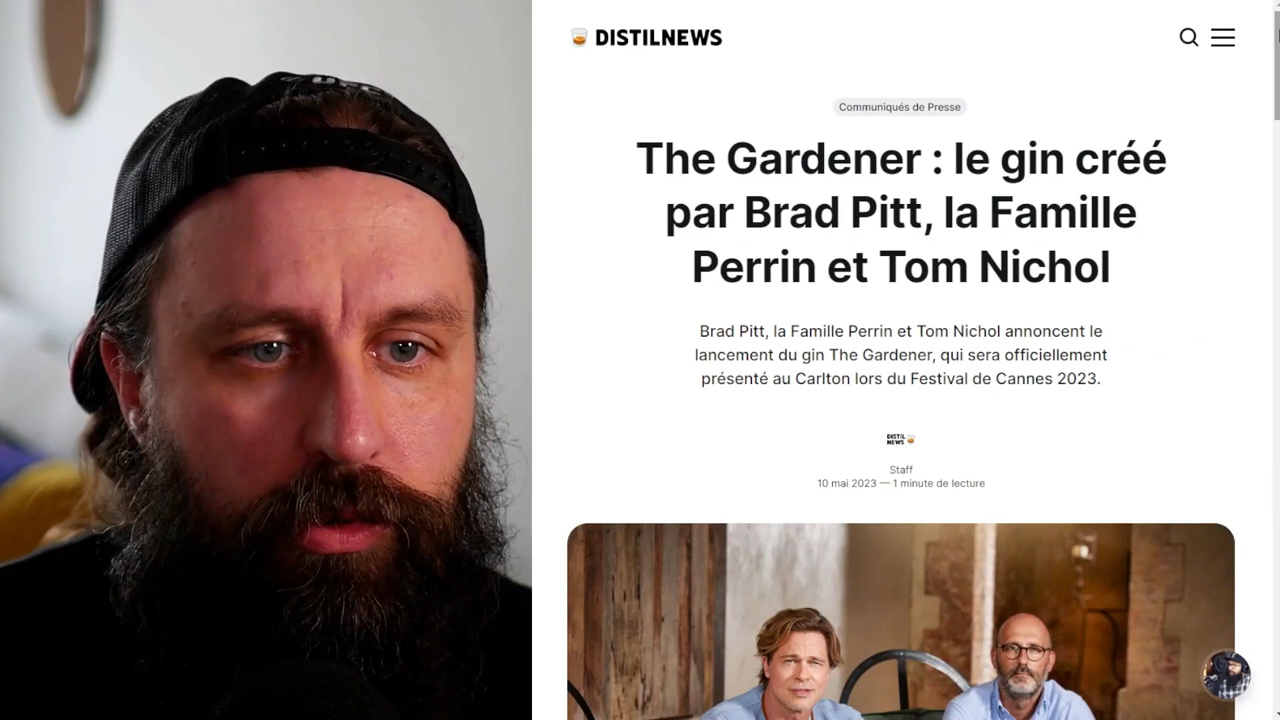 DISTILNEWS
Communiqués de Presse
The Gardener : le gin créé
par Brad Pitt, la Famille
Perrin et Tom Nichol
Brad Pitt, la Famille Perrin et Tom Nichol annoncent le
lancement du gin The Gardener, qui sera officiellement
présenté au Carlton lors du Festival de Cannes 2023.
DISTIL
NEWS
Staff
10 mai 2023 — 1 minute de lecture